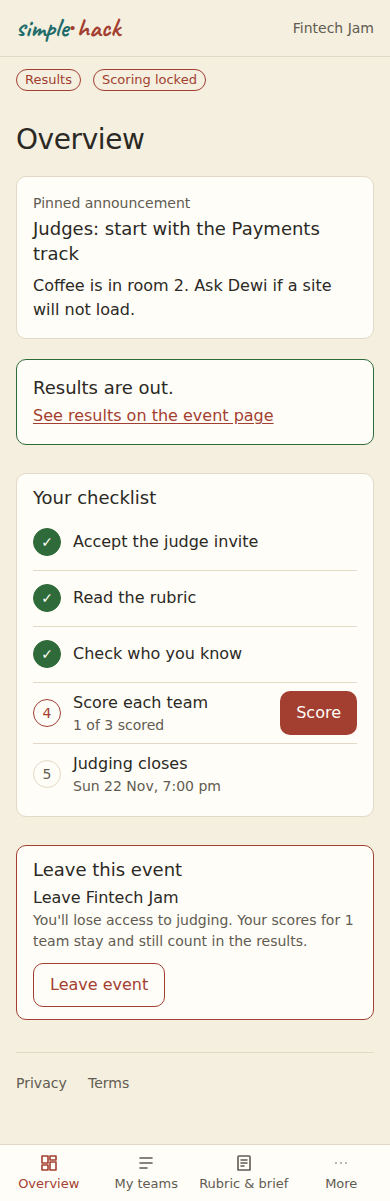 simple·hack
Fintech Jam
Results
Scoring locked
Overview
Pinned announcement
Judges: start with the Payments
track
Coffee is in room 2. Ask Dewi if a site
will not load.
Results are out.
See results on the event page
Your checklist
✓ Accept the judge invite
✓ Read the rubric
✓ Check who you know
4 Score each team
1 of 3 scored
Score
5 Judging closes
Sun 22 Nov, 7:00 pm
Leave this event
Leave Fintech Jam
You'll lose access to judging. Your scores for 1
team stay and still count in the results.
Leave event
Privacy
Terms
Overview
My teams
Rubric & brief
More